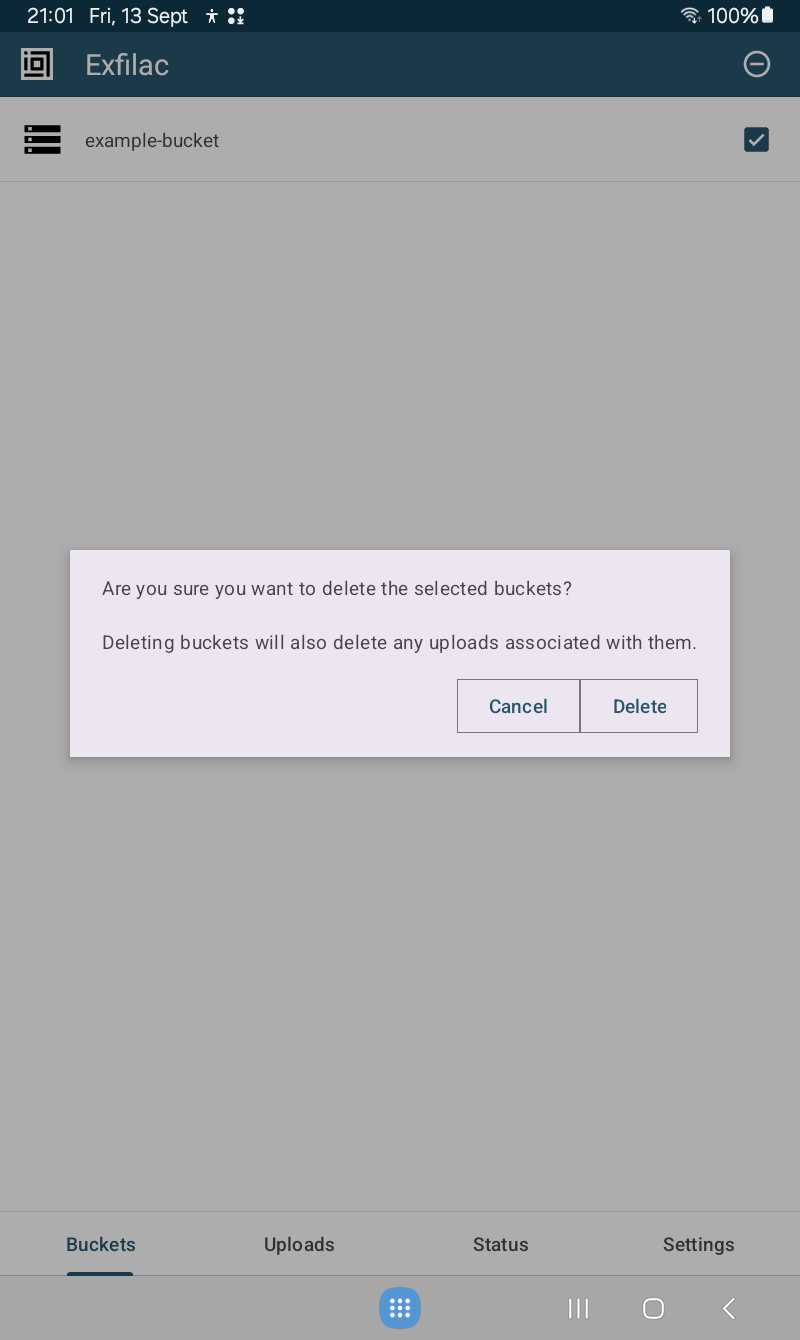 21:01 Fri, 13 Sept 100%
Exfilac
example-bucket
Are you sure you want to delete the selected buckets?
Deleting buckets will also delete any uploads associated with them.
Cancel Delete
Buckets Uploads Status Settings